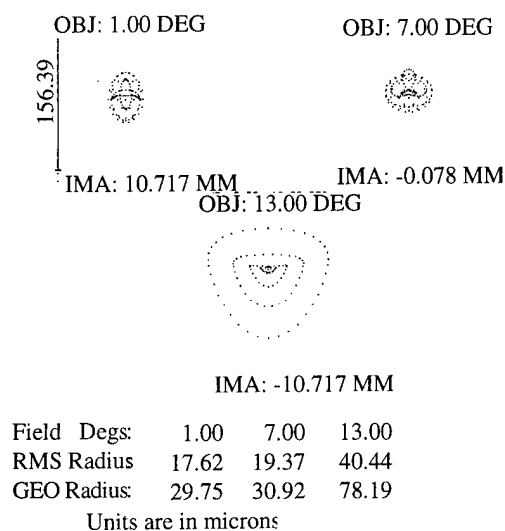 OBJ: 1.00 DEG
OBJ: 7.00 DEG
156.39
IMA: 10.717 MM
IMA: -0.078 MM
OBJ: 13.00 DEG
IMA: -10.717 MM
Field Degs: 1.00 7.00 13.00
RMS Radius 17.62 19.37 40.44
GEO Radius: 29.75 30.92 78.19
Units are in microns